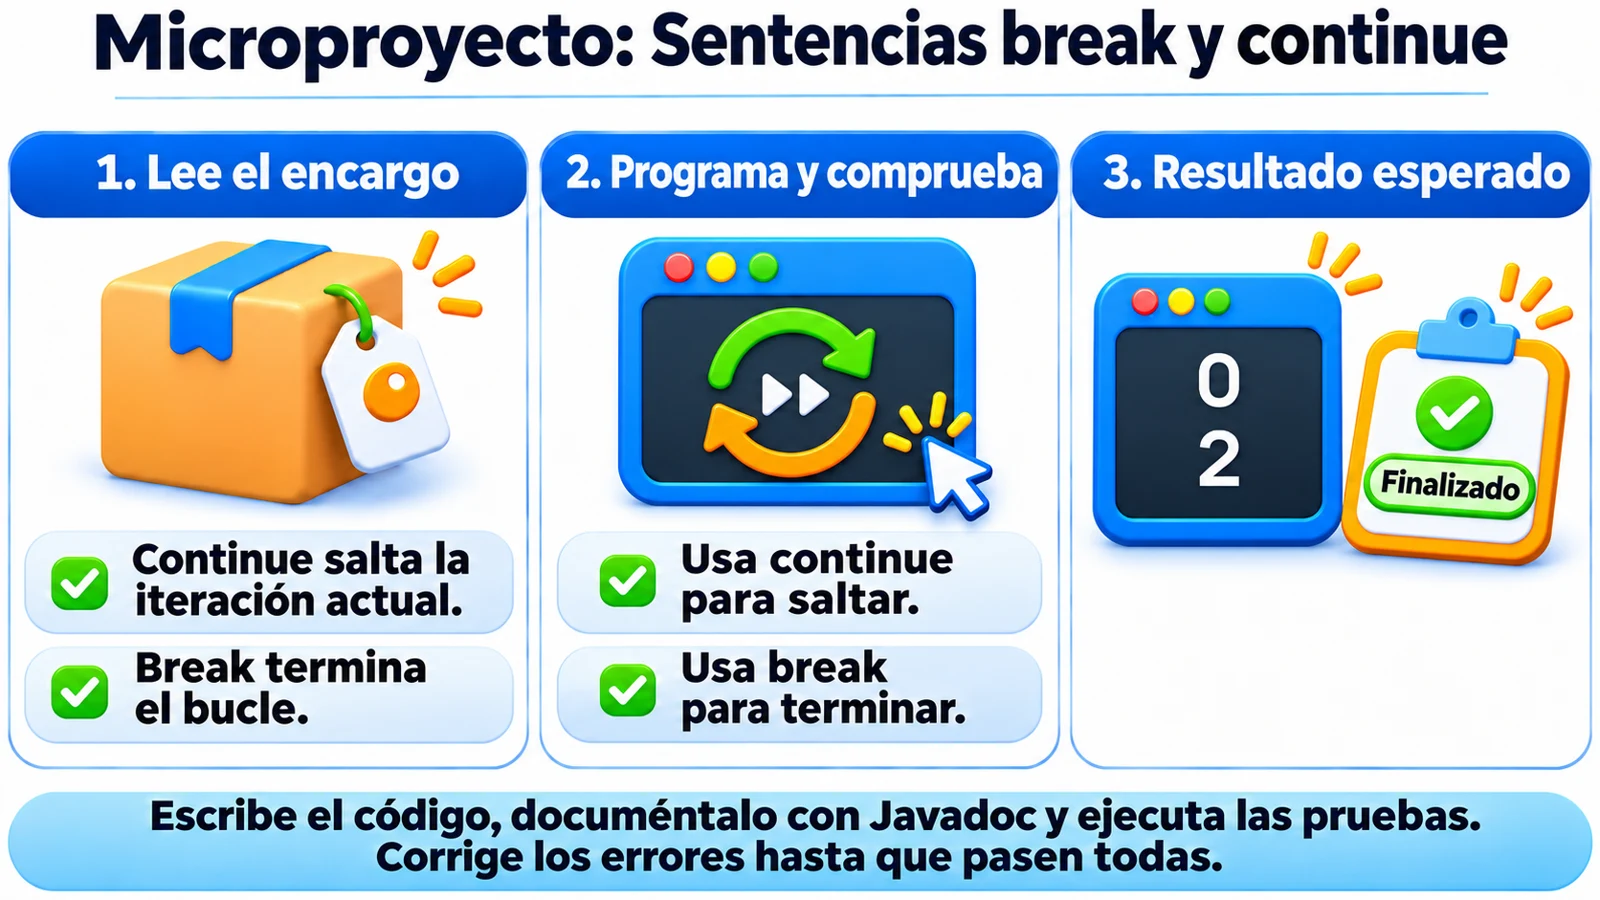 Microproyecto: Sentencias break y continue
1. Lee el encargo
Continue salta la
iteración actual.
Break termina
el bucle.
2. Programa y comprueba
Usa continue
para saltar.
Usa break
para terminar.
3. Resultado esperado
0
2
Finalizado
Escribe el código, documéntalo con Javadoc y ejecuta las pruebas.
Corrige los errores hasta que pasen todas.